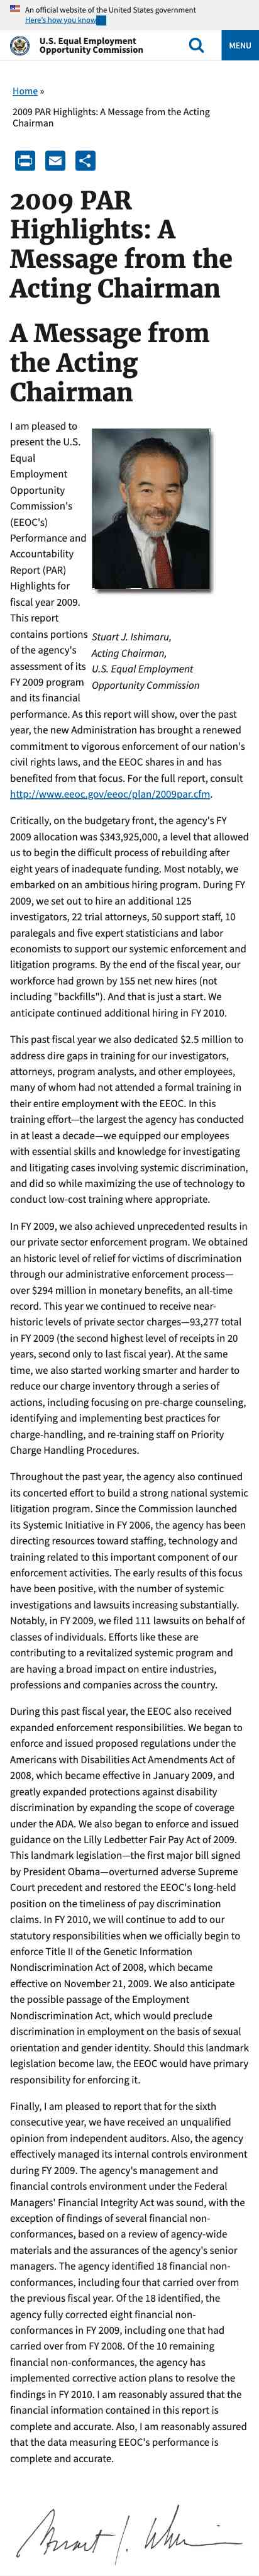 An official website of the United States government
Here's how you know
U.S. Equal Employment
Opportunity Commission
MENU
Home »
2009 PAR Highlights: A Message from the Acting
Chairman
2009 PAR
Highlights: A
Message from the
Acting Chairman
A Message from
the Acting
Chairman
I am pleased to
present the U.S.
Equal
Employment
Opportunity
Commission's
(EEOC's)
Performance and
Accountability
Report (PAR)
Highlights for
fiscal year 2009.
This report
contains portions
of the agency's
assessment of its
FY 2009 program
and its financial
Stuart J. Ishimaru,
Acting Chairman,
U.S. Equal Employment
Opportunity Commission
performance. As this report will show, over the past
year, the new Administration has brought a renewed
commitment to vigorous enforcement of our nation's
civil rights laws, and the EEOC shares in and has
benefited from that focus. For the full report, consult
http://www.eeoc.gov/eeoc/plan/2009par.cfm.
Critically, on the budgetary front, the agency's FY
2009 allocation was $343,925,000, a level that allowed
us to begin the difficult process of rebuilding after
eight years of inadequate funding. Most notably, we
embarked on an ambitious hiring program. During FY
2009, we set out to hire an additional 125
investigators, 22 trial attorneys, 50 support staff, 10
paralegals and five expert statisticians and labor
economists to support our systemic enforcement and
litigation programs. By the end of the fiscal year, our
workforce had grown by 155 net new hires (not
including "backfills"). And that is just a start. We
anticipate continued additional hiring in FY 2010.
This past fiscal year we also dedicated $2.5 million to
address dire gaps in training for our investigators,
attorneys, program analysts, and other employees,
many of whom had not attended a formal training in
their entire employment with the EEOC. In this
training effort—the largest the agency has conducted
in at least a decade—we equipped our employees
with essential skills and knowledge for investigating
and litigating cases involving systemic discrimination,
and did so while maximizing the use of technology to
conduct low-cost training where appropriate.
In FY 2009, we also achieved unprecedented results in
our private sector enforcement program. We obtained
an historic level of relief for victims of discrimination
through our administrative enforcement process—
over $294 million in monetary benefits, an all-time
record. This year we continued to receive near-
historic levels of private sector charges—93,277 total
in FY 2009 (the second highest level of receipts in 20
years, second only to last fiscal year). At the same
time, we also started working smarter and harder to
reduce our charge inventory through a series of
actions, including focusing on pre-charge counseling,
identifying and implementing best practices for
charge-handling, and re-training staff on Priority
Charge Handling Procedures.
Throughout the past year, the agency also continued
its concerted effort to build a strong national systemic
litigation program. Since the Commission launched
its Systemic Initiative in FY 2006, the agency has been
directing resources toward staffing, technology and
training related to this important component of our
enforcement activities. The early results of this focus
have been positive, with the number of systemic
investigations and lawsuits increasing substantially.
Notably, in FY 2009, we filed 111 lawsuits on behalf of
classes of individuals. Efforts like these are
contributing to a revitalized systemic program and
are having a broad impact on entire industries,
professions and companies across the country.
During this past fiscal year, the EEOC also received
expanded enforcement responsibilities. We began to
enforce and issued proposed regulations under the
Americans with Disabilities Act Amendments Act of
2008, which became effective in January 2009, and
greatly expanded protections against disability
discrimination by expanding the scope of coverage
under the ADA. We also began to enforce and issued
guidance on the Lilly Ledbetter Fair Pay Act of 2009.
This landmark legislation—the first major bill signed
by President Obama—overturned adverse Supreme
Court precedent and restored the EEOC's long-held
position on the timeliness of pay discrimination
claims. In FY 2010, we will continue to add to our
statutory responsibilities when we officially begin to
enforce Title II of the Genetic Information
Nondiscrimination Act of 2008, which became
effective on November 21, 2009. We also anticipate
the possible passage of the Employment
Nondiscrimination Act, which would preclude
discrimination in employment on the basis of sexual
orientation and gender identity. Should this landmark
legislation become law, the EEOC would have primary
responsibility for enforcing it.
Finally, I am pleased to report that for the sixth
consecutive year, we have received an unqualified
opinion from independent auditors. Also, the agency
effectively managed its internal controls environment
during FY 2009. The agency's management and
financial controls environment under the Federal
Managers' Financial Integrity Act was sound, with the
exception of findings of several financial non-
conformances, based on a review of agency-wide
materials and the assurances of the agency's senior
managers. The agency identified 18 financial non-
conformances, including four that carried over from
the previous fiscal year. Of the 18 identified, the
agency fully corrected eight financial non-
conformances in FY 2009, including one that had
carried over from FY 2008. Of the 10 remaining
financial non-conformances, the agency has
implemented corrective action plans to resolve the
findings in FY 2010. I am reasonably assured that the
financial information contained in this report is
complete and accurate. Also, I am reasonably assured
that the data measuring EEOC's performance is
complete and accurate.